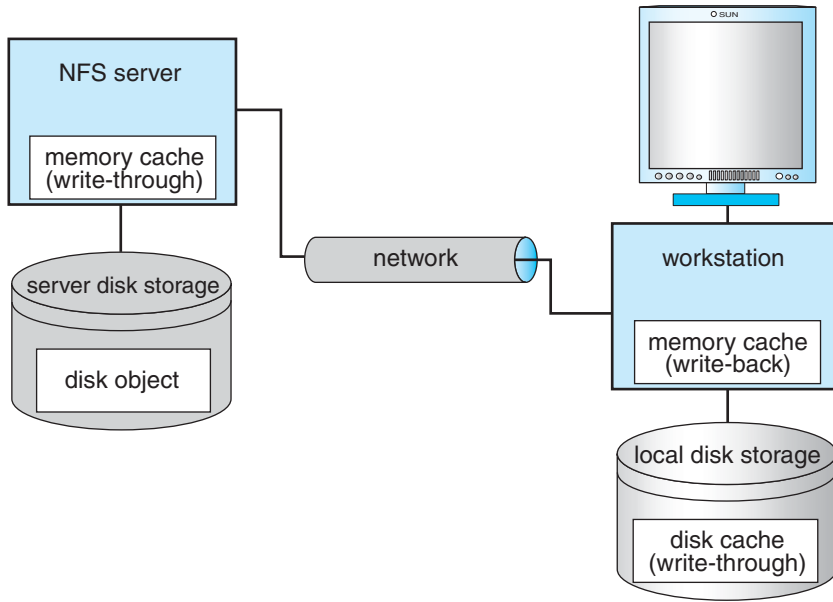 SUN
NFS server
memory cache
(write-through)
server disk storage
disk object
network
workstation
memory cache
(write-back)
local disk storage
disk cache
(write-through)